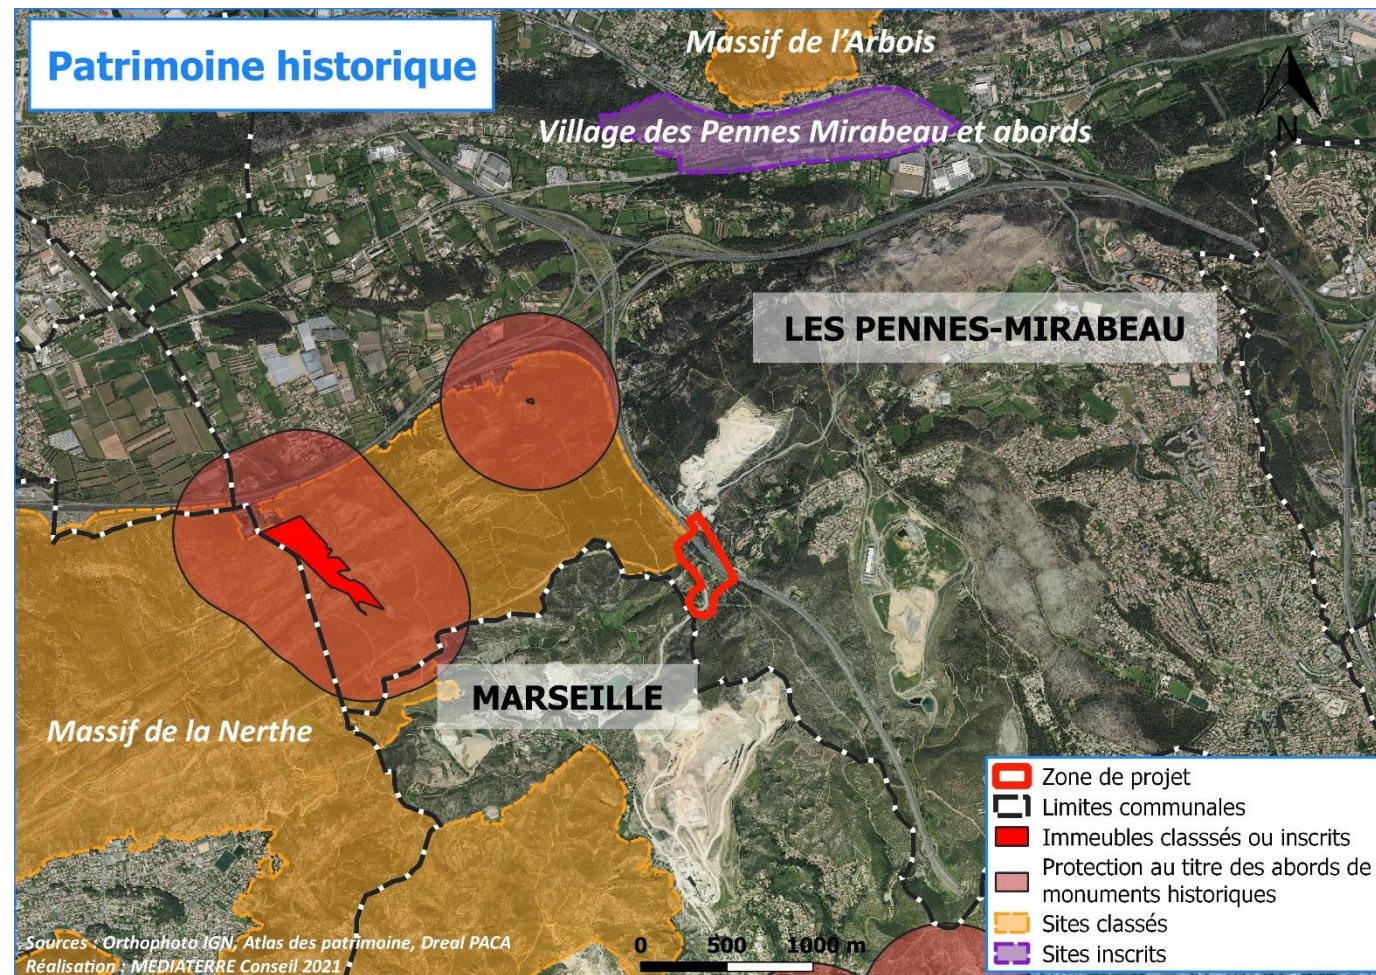 Patrimoine historique
Massif de l'Arbois
Village des Pennes Mirabeau et abords
N
LES PENNES-MIRABEAU
MARSEILLE
Massif de la Nerthe
Zone de projet
Limites communales
Immeubles classsés ou inscrits
Protection au titre des abords de
monuments historiques
Sites classés
Sites inscrits
Sources : Orthophoto IGN, Atlas des patrimoine, Dreal PACA
Réalisation : MEDIATERRE Conseil 2021
0 500 1000 m